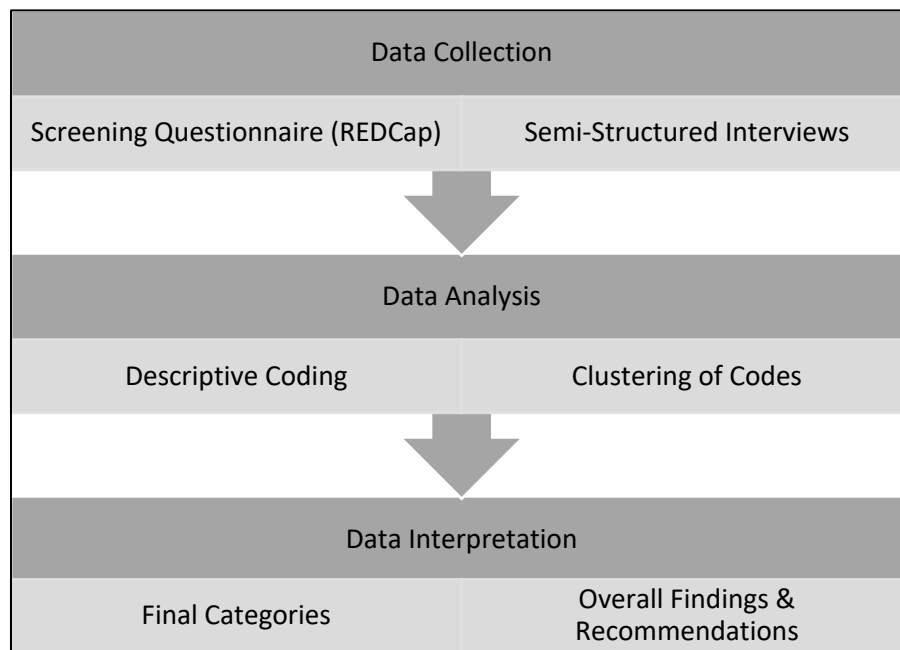 Data Collection
Screening Questionnaire (REDCap)
Semi-Structured Interviews
Data Analysis
Descriptive Coding
Clustering of Codes
Data Interpretation
Final Categories
Overall Findings &
Recommendations